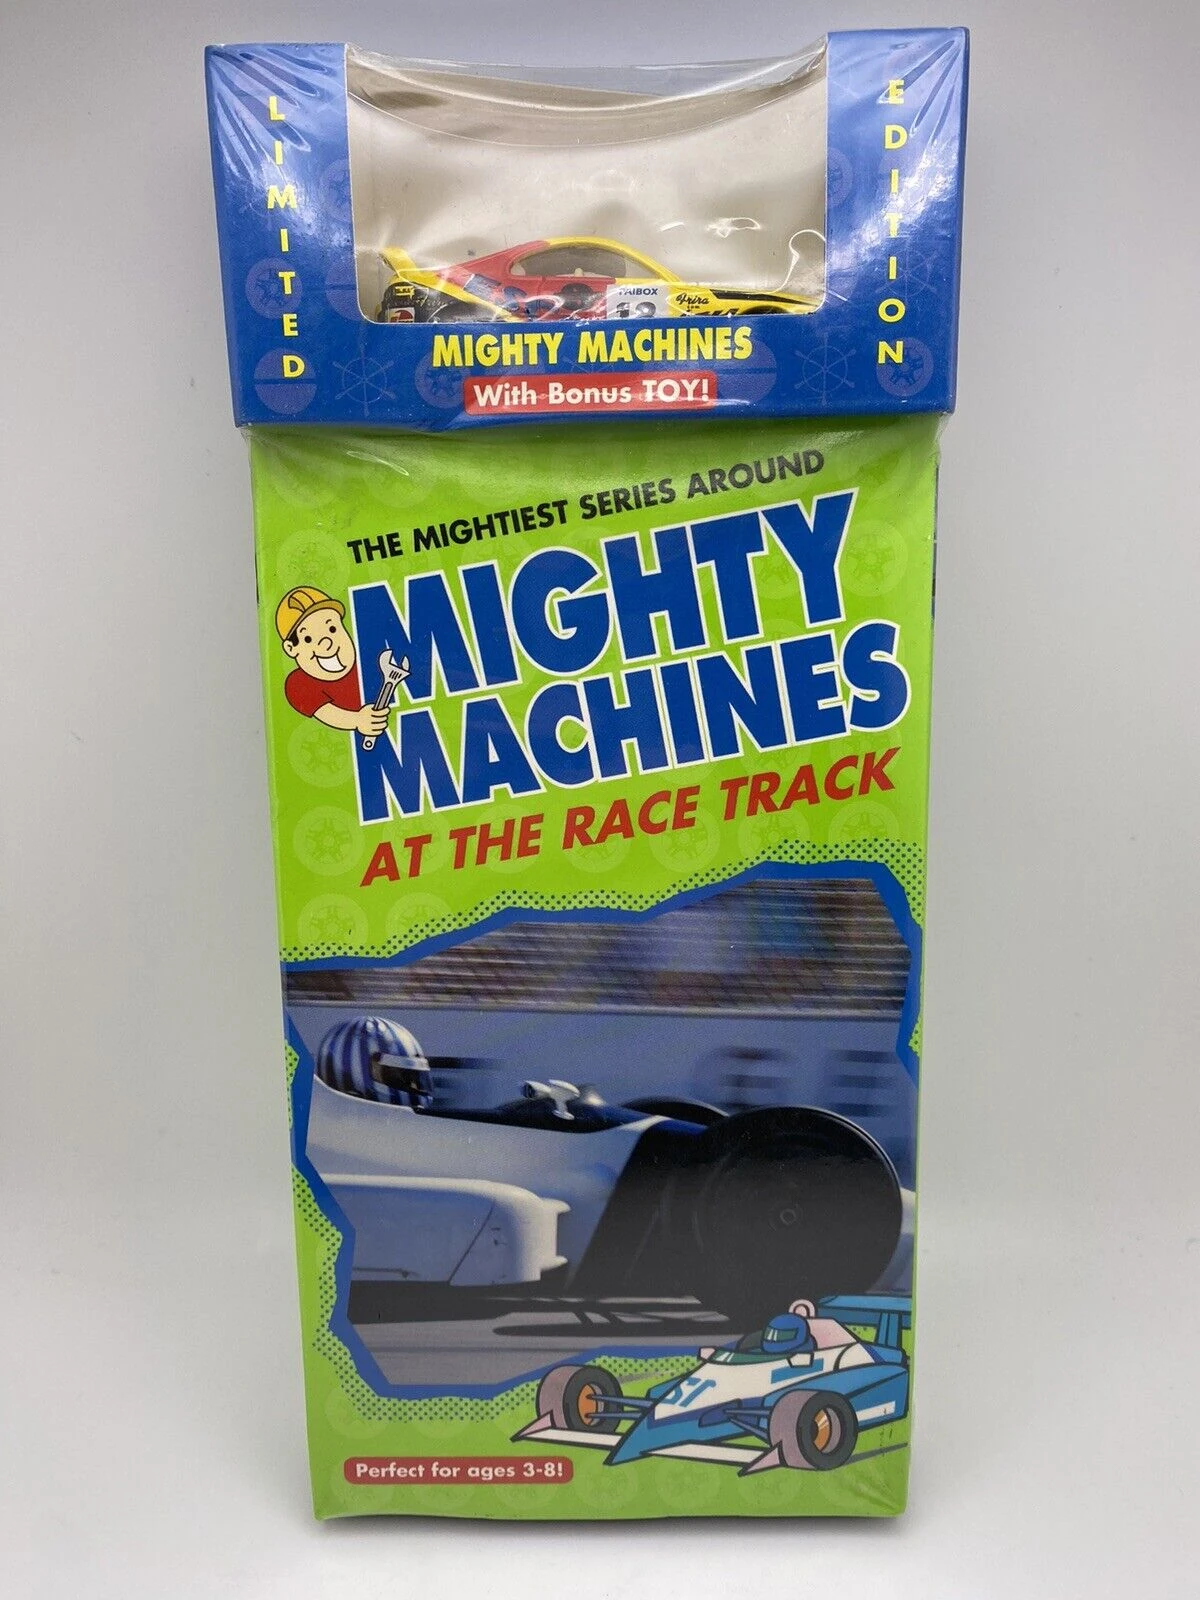 LIMITED
EDITION
TAIBOX
MIGHTY MACHINES
With Bonus TOY!
THE MIGHTIEST SERIES AROUND
MIGHTY
MACHINES
AT THE RACE TRACK
Perfect for ages 3-8!